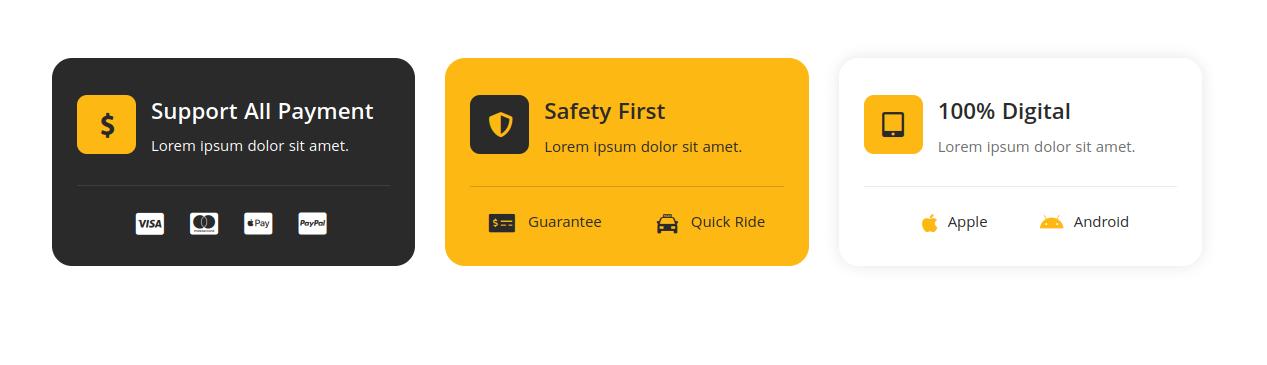 Support All Payment
Lorem ipsum dolor sit amet.
VISA
Pay
PayPal
Safety First
Lorem ipsum dolor sit amet.
Guarantee
Quick Ride
100% Digital
Lorem ipsum dolor sit amet.
Apple
Android